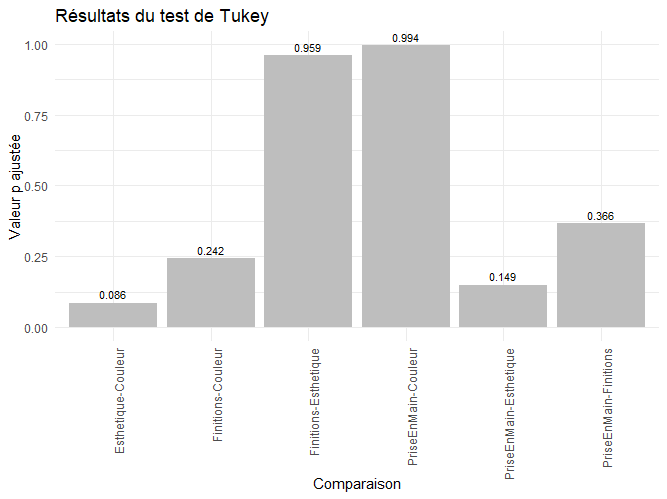 Résultats du test de Tukey
Valeur p ajustée
1.00
0.75
0.50
0.25
0.00
0.086
0.242
0.959
0.994
0.149
0.366
Esthetique-Couleur
Finitions-Couleur
Finitions-Esthetique
PriseEnMain-Couleur
PriseEnMain-Esthetique
PriseEnMain-Finitions
Comparaison